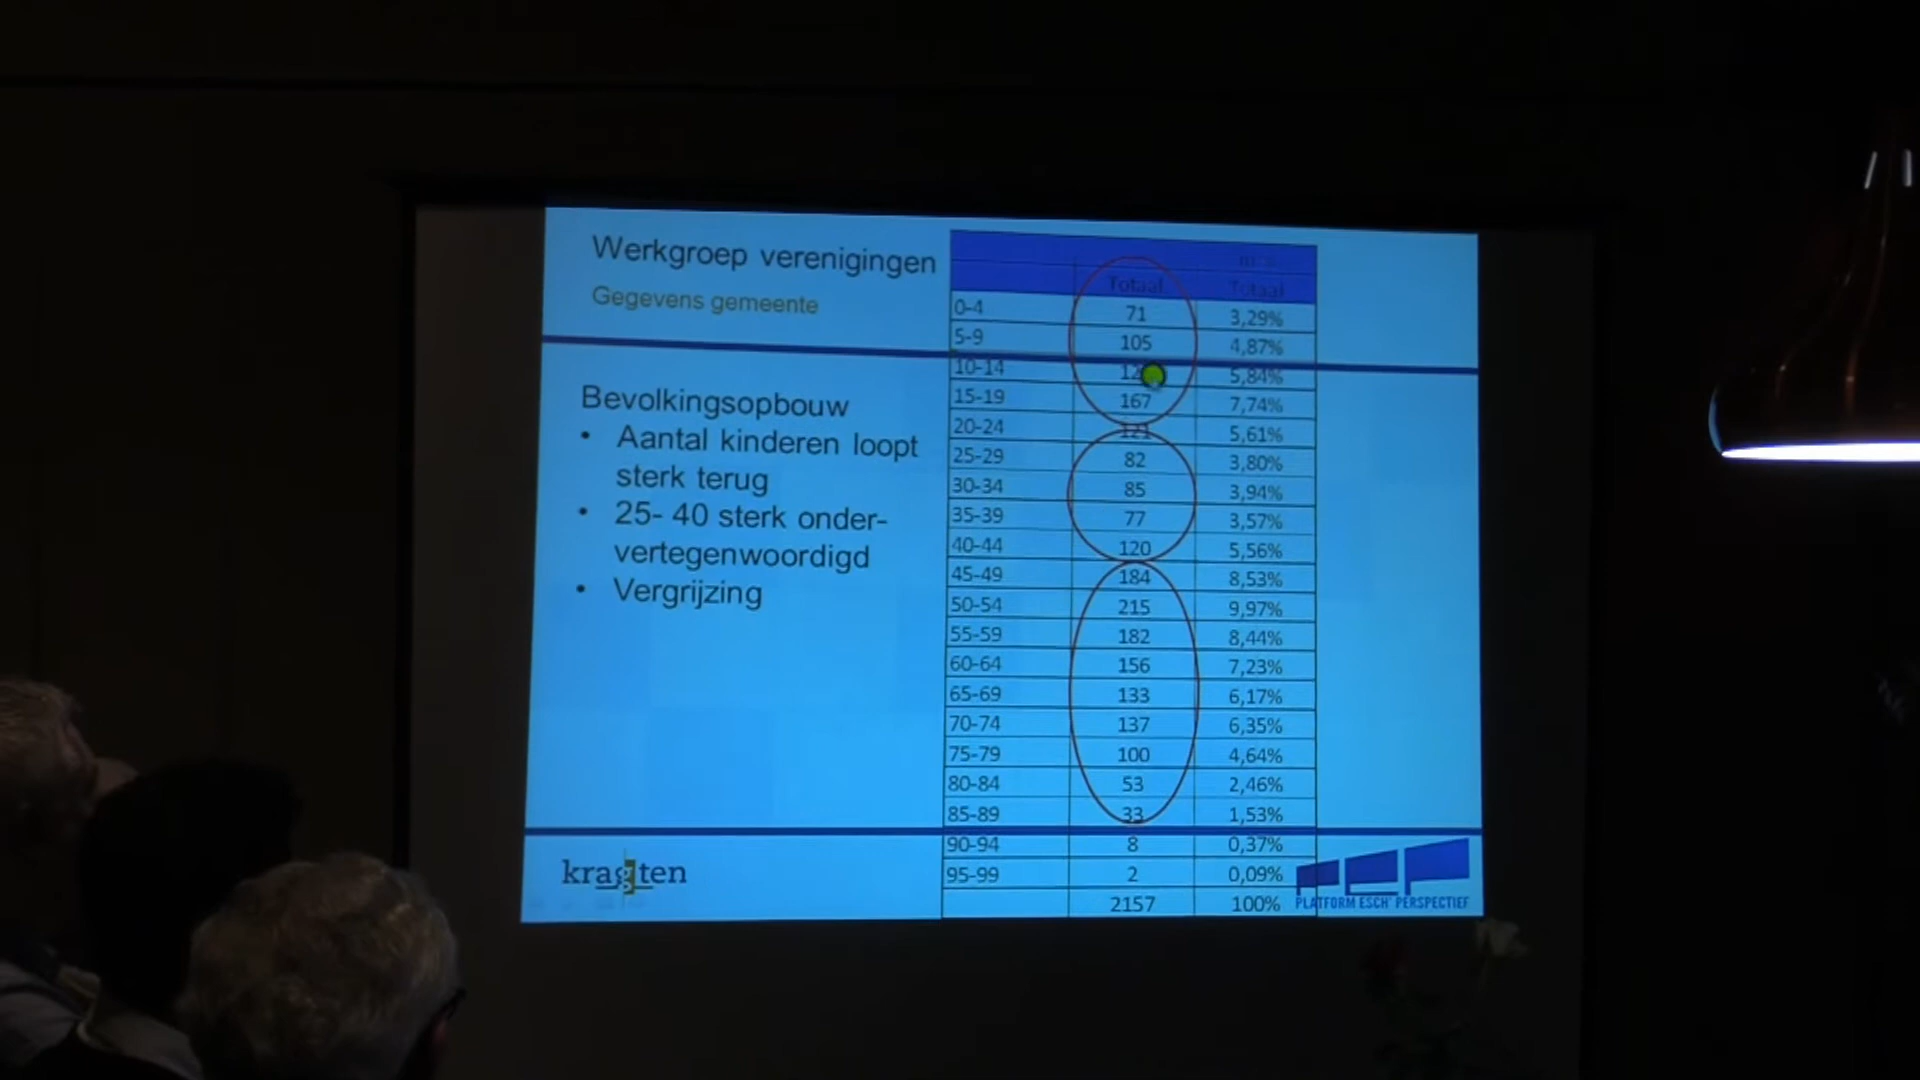 Werkgroep verenigingen
Gegevens gemeente
Bevolkingsopbouw
• Aantal kinderen loopt
sterk terug
• 25- 40 sterk onder-
vertegenwoordigd
• Vergrijzing
Totaal Totaal
0-4 71 3,29%
5-9 105 4,87%
10-14 5,84%
15-19 167 7,74%
20-24 121 5,61%
25-29 82 3,80%
30-34 85 3,94%
35-39 77 3,57%
40-44 120 5,56%
45-49 184 8,53%
50-54 215 9,97%
55-59 182 8,44%
60-64 156 7,23%
65-69 133 6,17%
70-74 137 6,35%
75-79 100 4,64%
80-84 53 2,46%
85-89 33 1,53%
90-94 8 0,37%
95-99 2 0,09%
2157 100%
kragten
PLATFORM ESCH' PERSPECTIEF